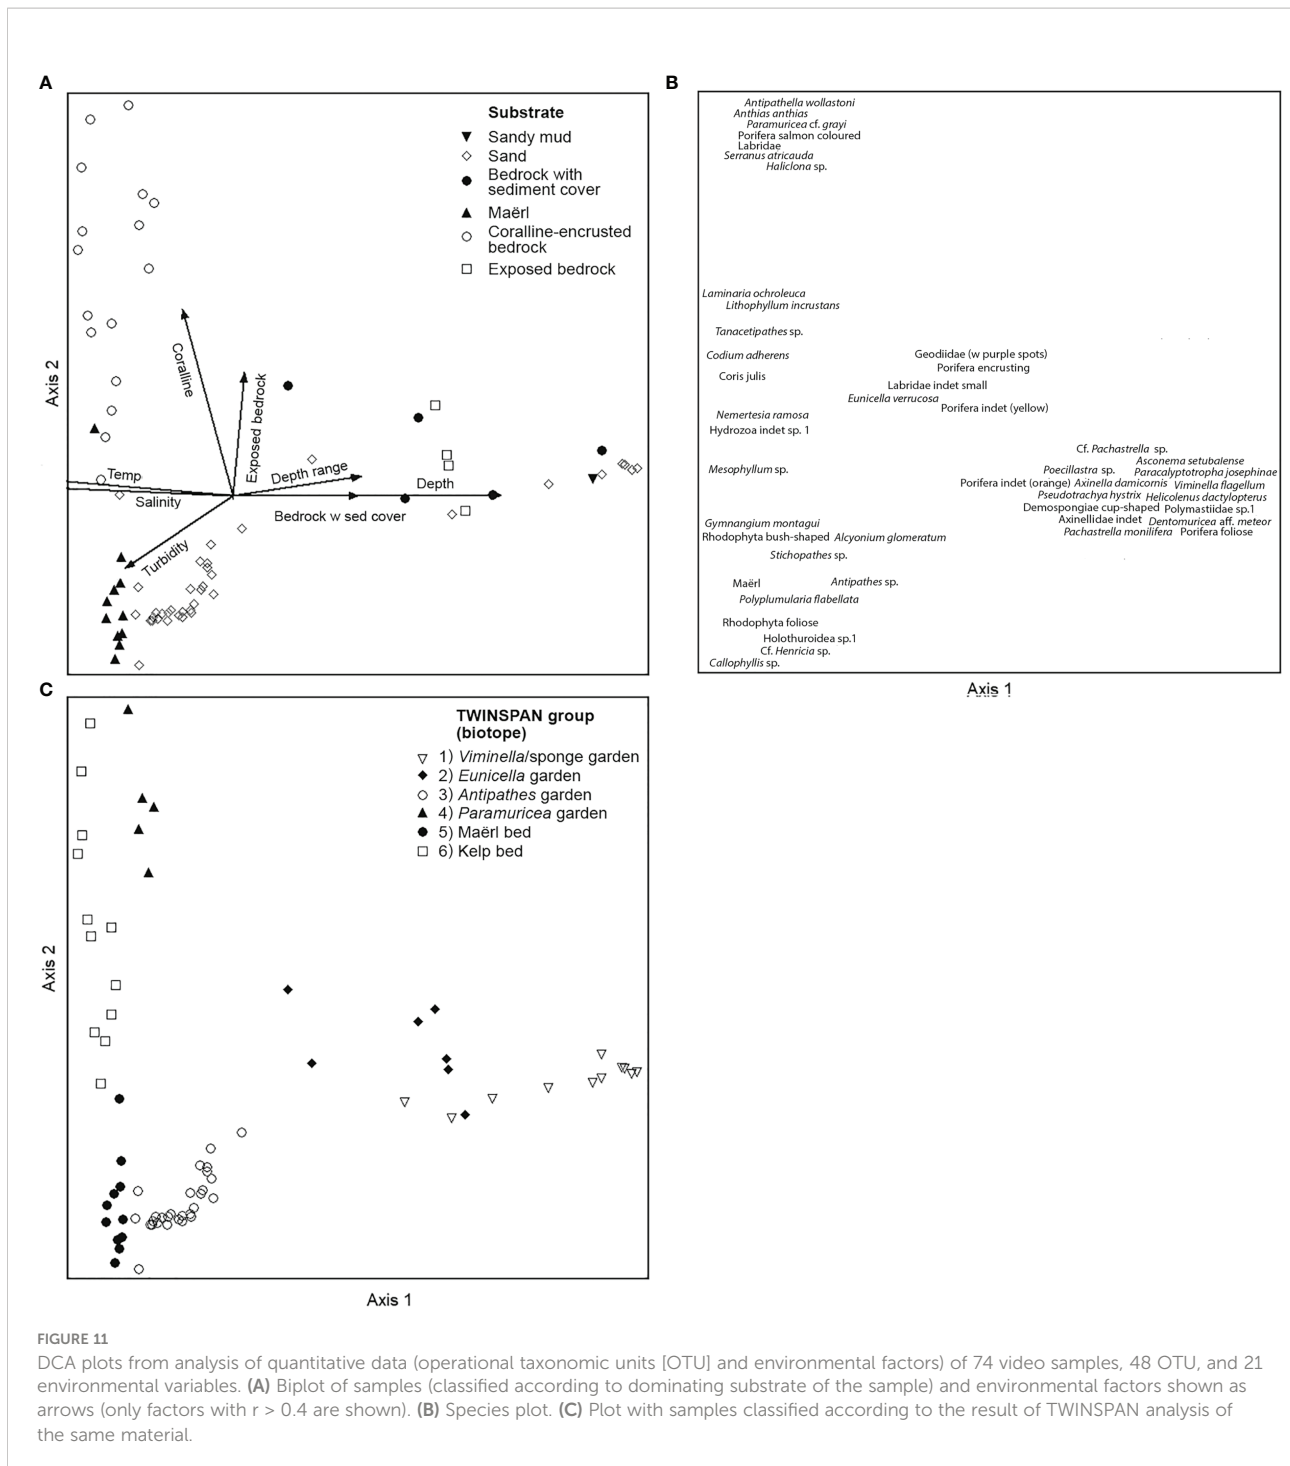 A
Substrate
Sandy mud
Sand
Bedrock with
sediment cover
Maërl
Coralline-encrusted
bedrock
Exposed bedrock
Axis 2
Coralline
Exposed bedrock
Depth range
Temp
Salinity
Depth
Bedrock w sed cover
Turbidity
B
Antipathella wollastoni
Anthias anthias
Paramuricea cf. grayi
Porifera salmon coloured
Labridae
Serranus atricauda
Haliclona sp.
Laminaria ochroleuca
Lithophyllum incrustans
Tanacetipathes sp.
Codium adherens
Geodiidae (w purple spots)
Porifera encrusting
Coris julis
Labridae indet small
Eunicella verrucosa
Porifera indet (yellow)
Nemertesia ramosa
Hydrozoa indet sp. 1
Cf. Pachastrella sp.
Asconema setubalense
Mesophyllum sp.
Poecillastra sp.
Paracalyptotropha josephinae
Porifera indet (orange) Axinella damicornis Viminella flagellum
Pseudotrachya hystrix Helicolenus dactylopterus
Demospongiae cup-shaped Polymastiidae sp.1
Axinellidae indet Dentomuricea aff. meteor
Gymnangium montagui
Pachastrella monilifera Porifera foliose
Rhodophyta bush-shaped Alcyonium glomeratum
Stichopathes sp.
Maërl
Antipathes sp.
Polyplumularia flabellata
Rhodophyta foliose
Holothuroidea sp.1
Cf. Henricia sp.
Callophyllis sp.
Axis 1
C
TWINSPAN group
(biotope)
1) Viminella/sponge garden
2) Eunicella garden
3) Antipathes garden
4) Paramuricea garden
5) Maërl bed
6) Kelp bed
Axis 2
Axis 1
FIGURE 11
DCA plots from analysis of quantitative data (operational taxonomic units [OTU] and environmental factors) of 74 video samples, 48 OTU, and 21
environmental variables. (A) Biplot of samples (classified according to dominating substrate of the sample) and environmental factors shown as
arrows (only factors with r > 0.4 are shown). (B) Species plot. (C) Plot with samples classified according to the result of TWINSPAN analysis of
the same material.